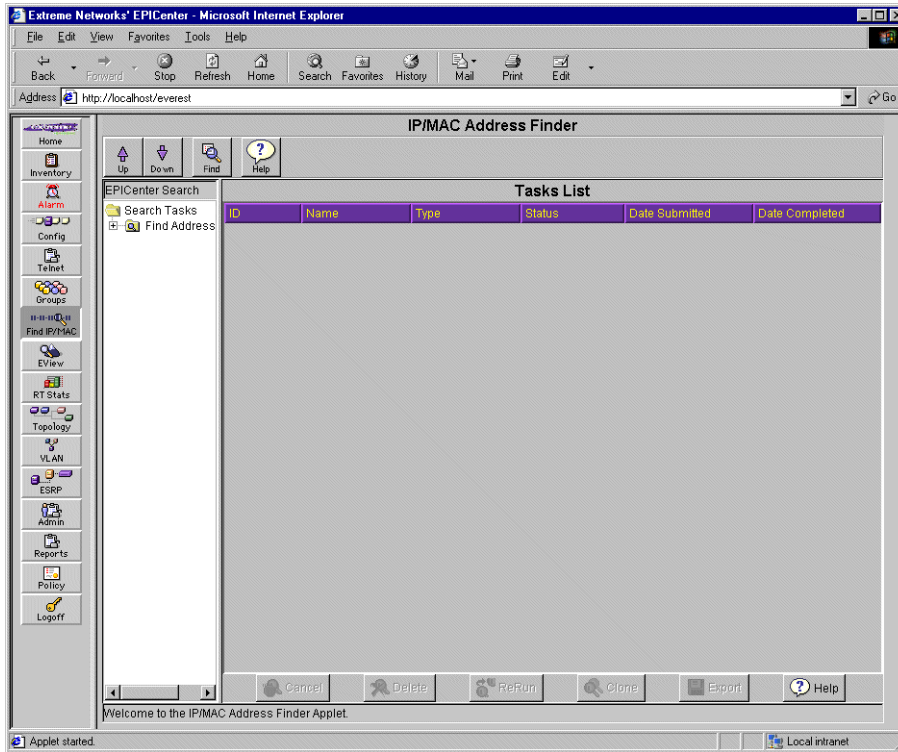 Extreme Networks' EPICenter - Microsoft Internet Explorer
File Edit View Favorites Tools Help
Back Forward Stop Refresh Home Search Favorites History Mail Print Edit
Address http://localhost/everest Go
IP/MAC Address Finder
Home
Inventory
Alarm
Config
Telnet
Groups
Find IP/MAC
EView
RT Stats
Topology
VLAN
ESRP
Admin
Reports
Policy
Logoff
Up Down Find Help
EPICenter Search
Search Tasks
Find Address
Tasks List
ID Name Type Status Date Submitted Date Completed
Cancel Delete ReRun Clone Export Help
Welcome to the IP/MAC Address Finder Applet.
Applet started. Local intranet